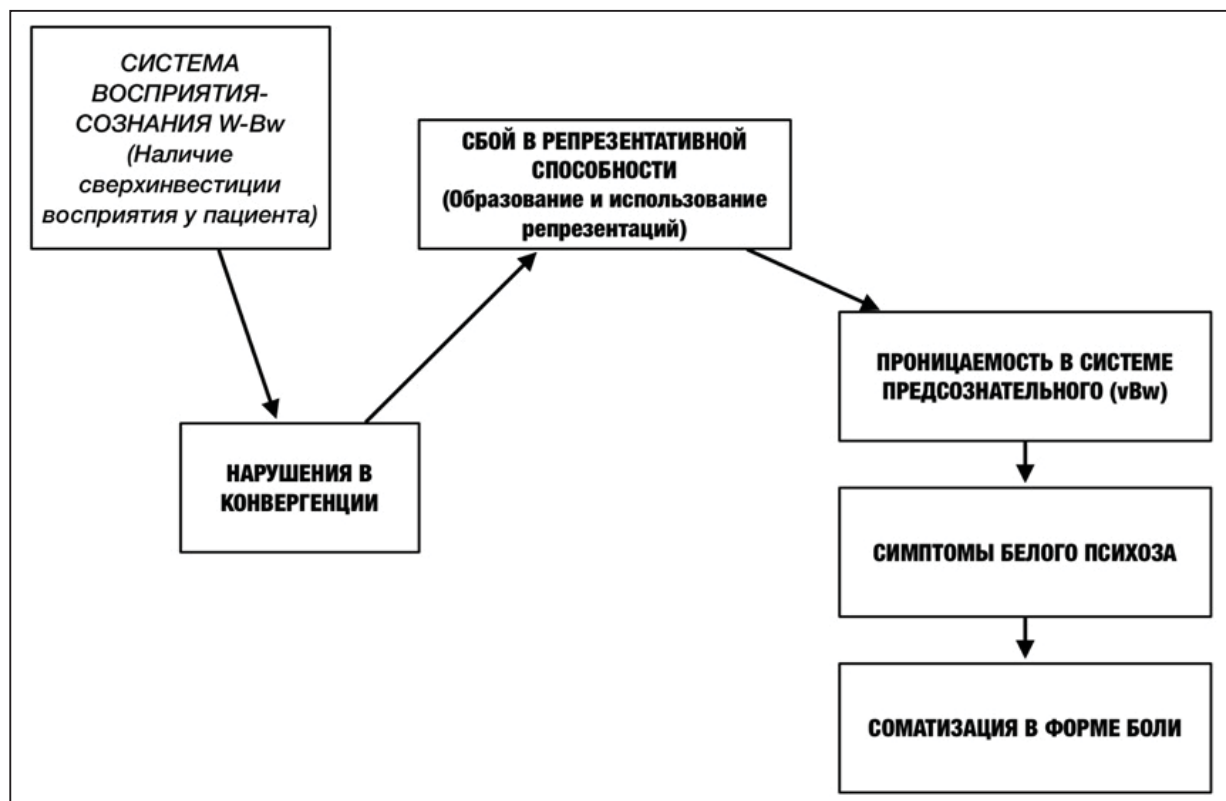 СИСТЕМА
ВОСПРИЯТИЯ-
СОЗНАНИЯ W-Bw
(Наличие
сверхинвестиции
восприятия у пациента)
НАРУШЕНИЯ В
КОНВЕРГЕНЦИИ
СБОЙ В РЕПРЕЗЕНТАТИВНОЙ
СПОСОБНОСТИ
(Образование и использование
репрезентаций)
ПРОНИЦАЕМОСТЬ В СИСТЕМЕ
ПРЕДСОЗНАТЕЛЬНОГО (vBw)
СИМПТОМЫ БЕЛОГО ПСИХОЗА
СОМАТИЗАЦИЯ В ФОРМЕ БОЛИ